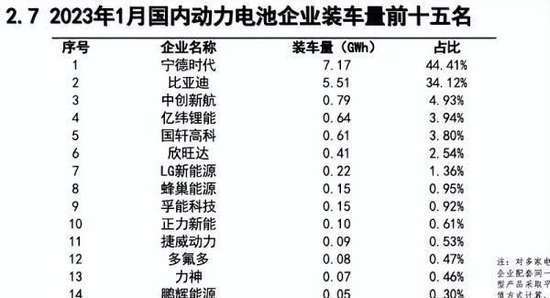 2.7 2023年1月国内动力电池企业装车量前十五名
序号 企业名称 装车量（GWh） 占比
1 宁德时代 7.17 44.41%
2 比亚迪 5.51 34.12%
3 中创新航 0.79 4.93%
4 亿纬锂能 0.64 3.94%
5 国轩高科 0.61 3.80%
6 欣旺达 0.41 2.54%
7 LG新能源 0.22 1.36%
8 蜂巢能源 0.15 0.95%
9 孚能科技 0.15 0.92%
10 正力新能 0.10 0.61%
11 捷威动力 0.09 0.53%
12 多氟多 0.08 0.47%
13 力神 0.07 0.46%
14 鹏辉能源 0.05 0.30%
注：对多家电
企业配套同一
型产品采取平
值方式计算。